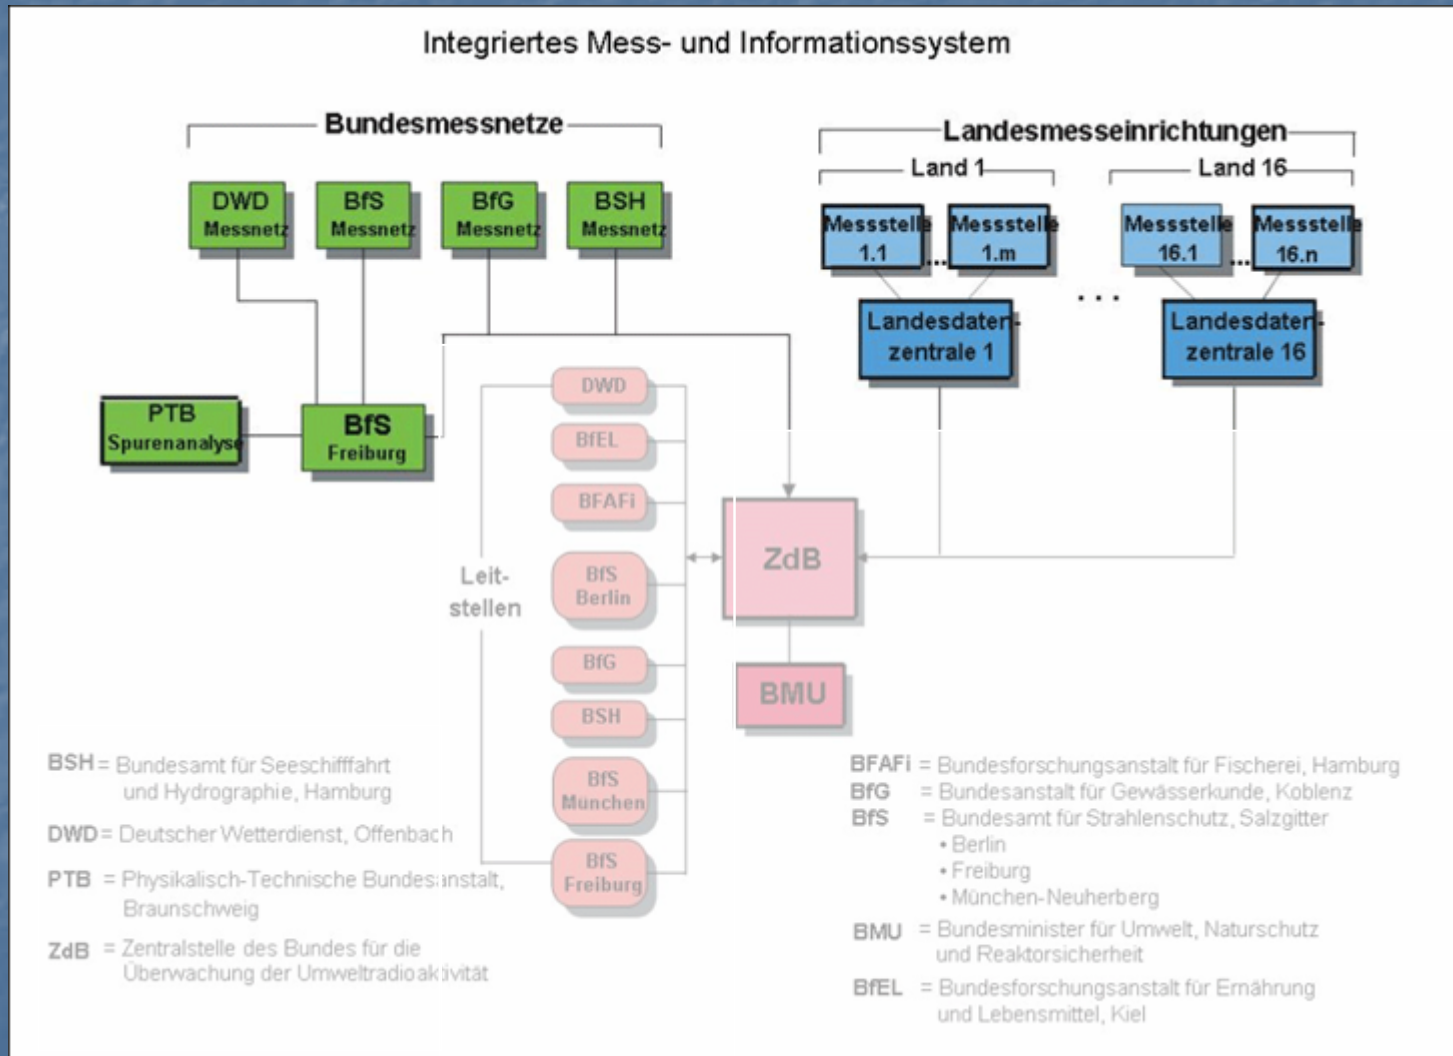 Integriertes Mess- und Informationssystem
Bundesmessnetze
DWD
Messnetz
BfS
Messnetz
BfG
Messnetz
BSH
Messnetz
PTB
Spurenanalyse
BfS
Freiburg
Landesmesseinrichtungen
Land 1
Land 16
Messstelle
1.1
...
Messstelle
1.m
. . .
Messstelle
16.1
...
Messstelle
16.n
Landesdaten-
zentrale 1
Landesdaten-
zentrale 16
Leit-
stellen
DWD
BfEL
BFAFi
BfS
Berlin
BfG
BSH
BfS
München
BfS
Freiburg
ZdB
BMU
BSH = Bundesamt für Seeschifffahrt
und Hydrographie, Hamburg
DWD = Deutscher Wetterdienst, Offenbach
PTB = Physikalisch-Technische Bundesanstalt,
Braunschweig
ZdB = Zentralstelle des Bundes für die
Überwachung der Umweltradioaktivität
BFAFi = Bundesforschungsanstalt für Fischerei, Hamburg
BfG = Bundesanstalt für Gewässerkunde, Koblenz
BfS = Bundesamt für Strahlenschutz, Salzgitter
• Berlin
• Freiburg
• München-Neuherberg
BMU = Bundesminister für Umwelt, Naturschutz
und Reaktorsicherheit
BfEL = Bundesforschungsanstalt für Ernährung
und Lebensmittel, Kiel